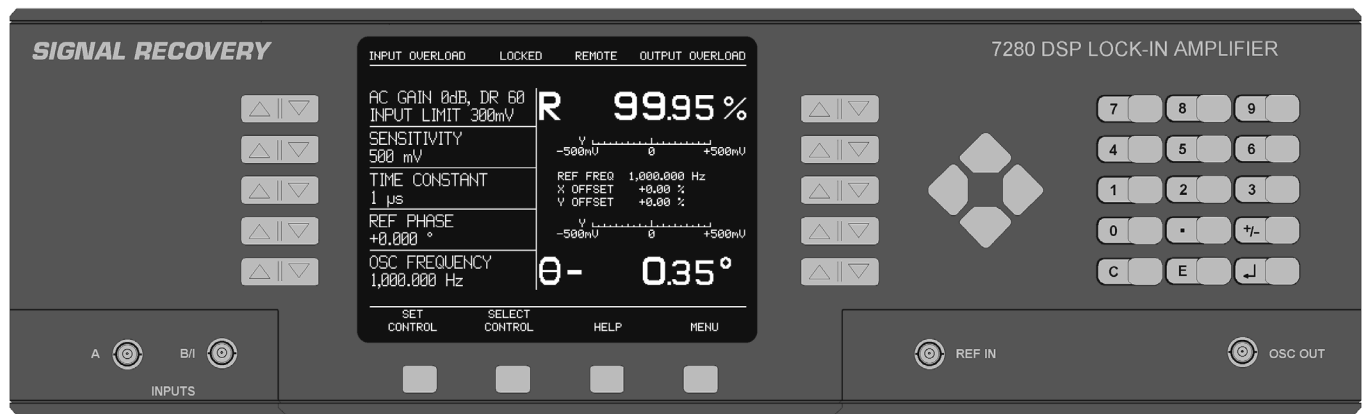 SIGNAL RECOVERY
7280 DSP LOCK-IN AMPLIFIER
INPUT OVERLOAD LOCKED REMOTE OUTPUT OVERLOAD
AC GAIN 0dB, DR 60
INPUT LIMIT 300mV
SENSITIVITY
500 mV
TIME CONSTANT
1 μs
REF PHASE
+0.000 °
OSC FREQUENCY
1,000.000 Hz
R 99.95 %
Y
-500mV 0 +500mV
REF FREQ 1,000.000 Hz
X OFFSET +0.00 %
Y OFFSET +0.00 %
Y
-500mV 0 +500mV
θ- 0.35°
SET CONTROL
SELECT CONTROL
HELP
MENU
7 8 9
4 5 6
1 2 3
0 . +/-
C E ↵
A B/I
INPUTS
REF IN
OSC OUT